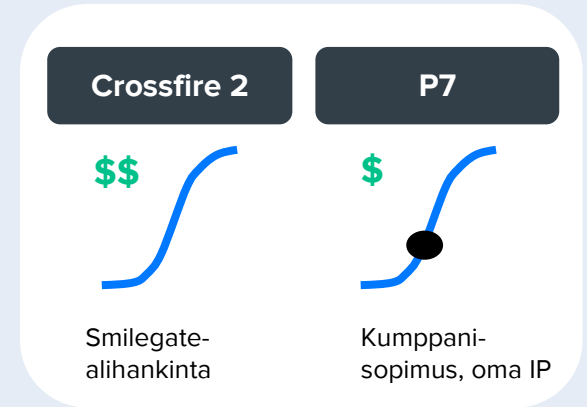 Crossfire 2
P7
$$
$
Smilegate-
alihankinta
Kumppani-
sopimus, oma IP